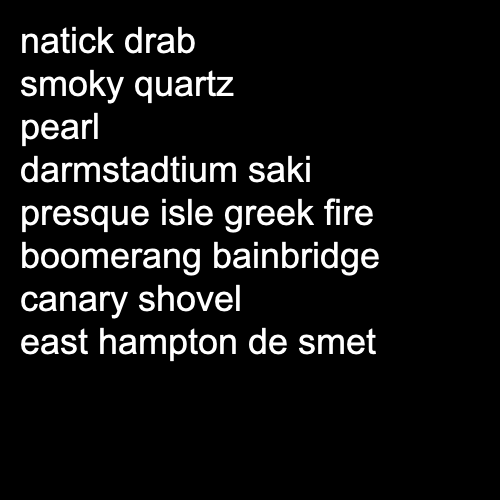 natick drab
smoky quartz
pearl
darmstadtium saki
presque isle greek fire
boomerang bainbridge
canary shovel
east hampton de smet